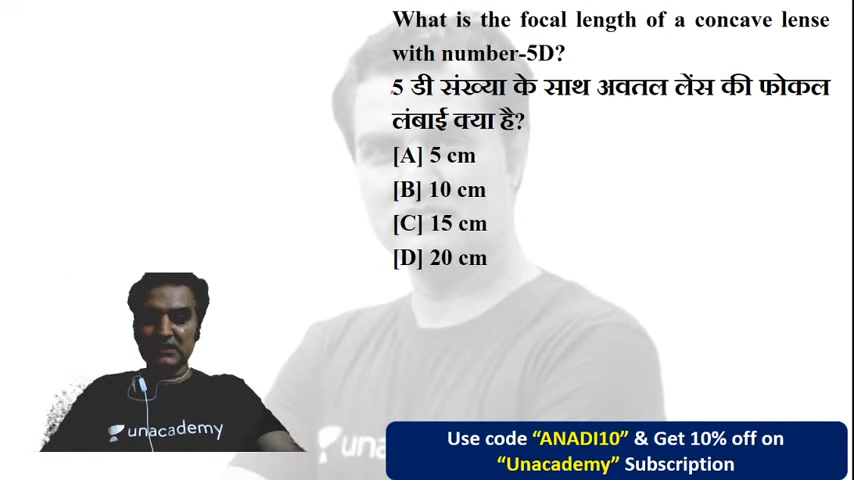 What is the focal length of a concave lense
with number-5D?
5 डी संख्या के साथ अवतल लेंस की फोकल
लंबाई क्या है?
[A] 5 cm
[B] 10 cm
[C] 15 cm
[D] 20 cm
unacademy
una
Use code “ANADI10” & Get 10% off on
“Unacademy” Subscription